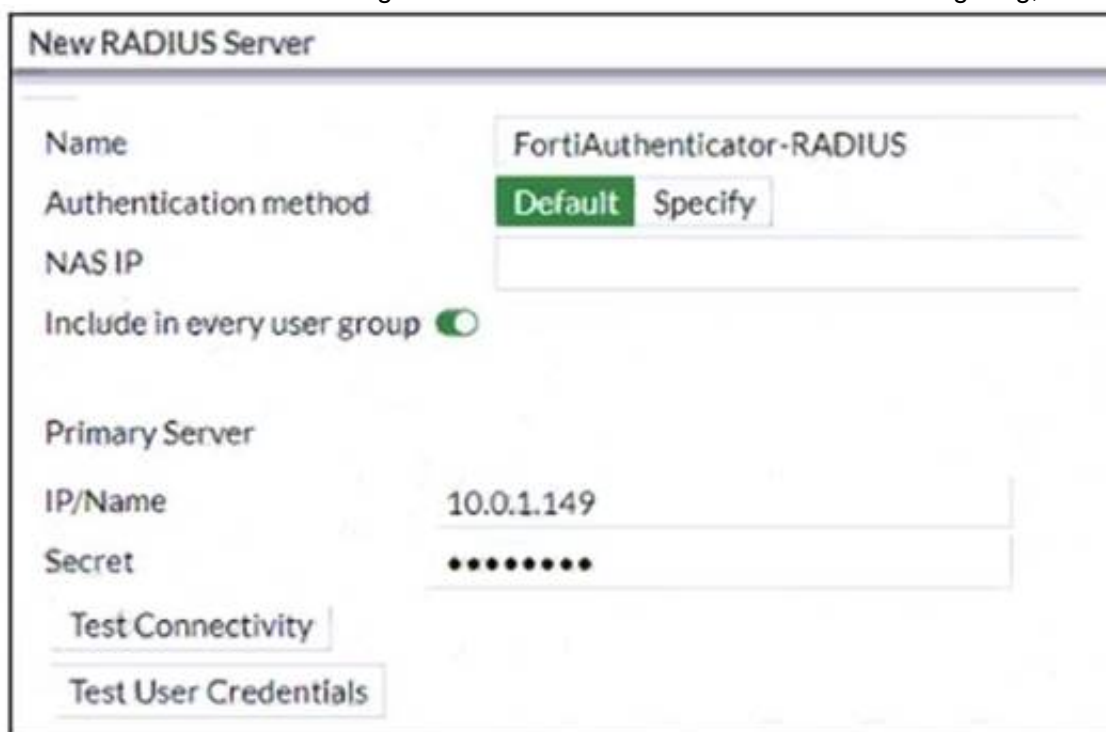 New RADIUS Server
Name FortiAuthenticator-RADIUS
Authentication method Default Specify
NAS IP
Include in every user group
Primary Server
IP/Name 10.0.1.149
Secret ••••••••
Test Connectivity
Test User Credentials